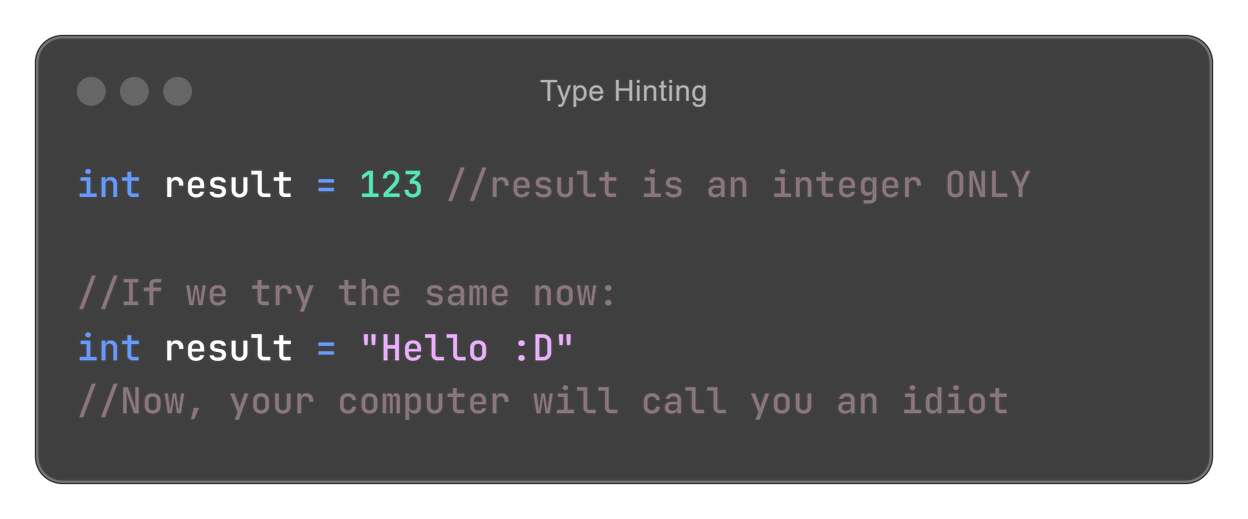 Type Hinting
int result = 123 //result is an integer ONLY
//If we try the same now:
int result = "Hello :D"
//Now, your computer will call you an idiot